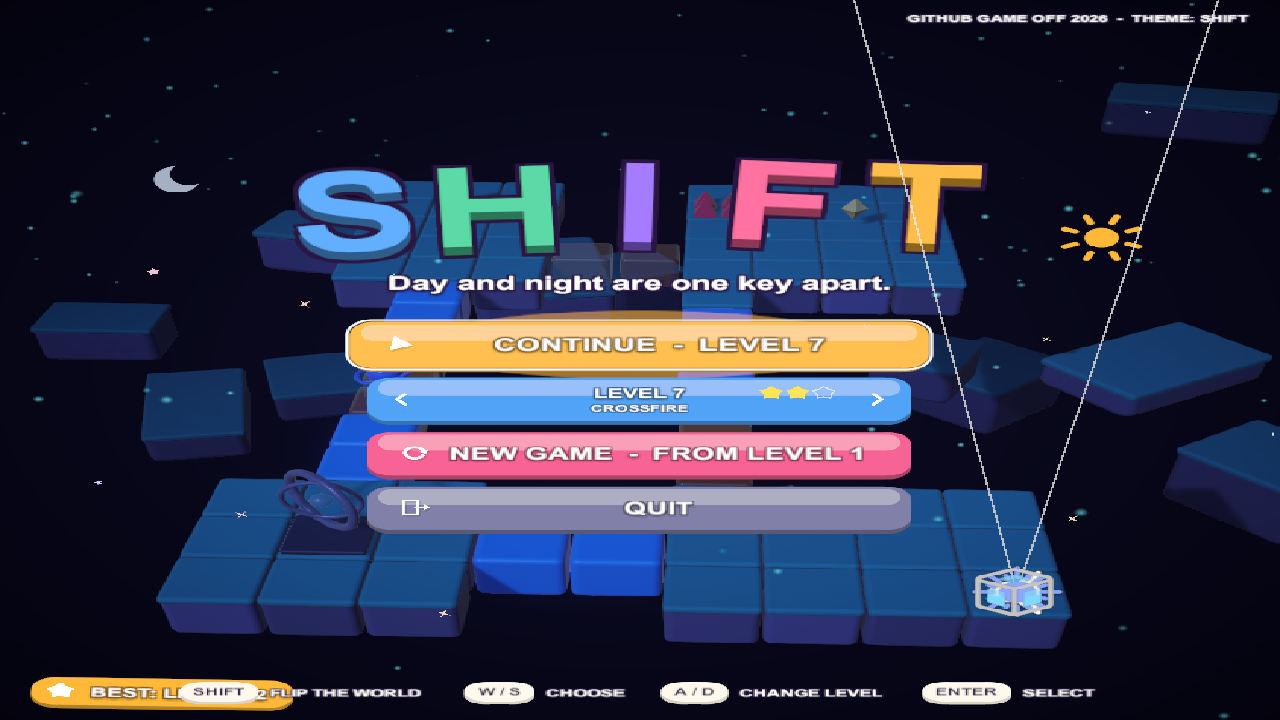 GITHUB GAME OFF 2026 - THEME: SHIFT
SHIFT
Day and night are one key apart.
CONTINUE - LEVEL 7
LEVEL 7
CROSSFIRE
NEW GAME - FROM LEVEL 1
QUIT
BEST: SHIFT FLIP THE WORLD W / S CHOOSE A / D CHANGE LEVEL ENTER SELECT